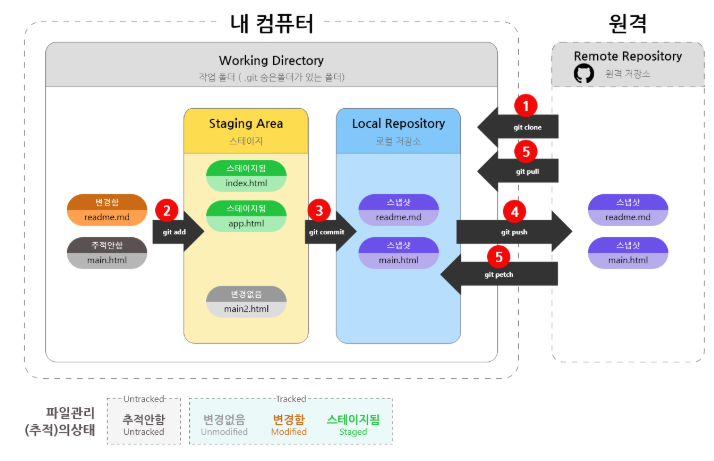 내 컴퓨터
원격
Working Directory
작업 폴더 ( .git 숨은폴더가 있는 폴더)
Remote Repository
원격 저장소
Staging Area
스테이지
Local Repository
로컬 저장소
1
git clone
5
git pull
스테이지됨
index.html
스테이지됨
app.html
변경함
readme.md
추적안함
main.html
2
git add
3
git commit
스냅샷
readme.md
스냅샷
main.html
4
git push
5
git petch
스냅샷
readme.md
스냅샷
main.html
변경없음
main2.html
파일관리
(추적)의상태
Untracked
추적안함
Untracked
Tracked
변경없음
Unmodified
변경함
Modified
스테이지됨
Staged